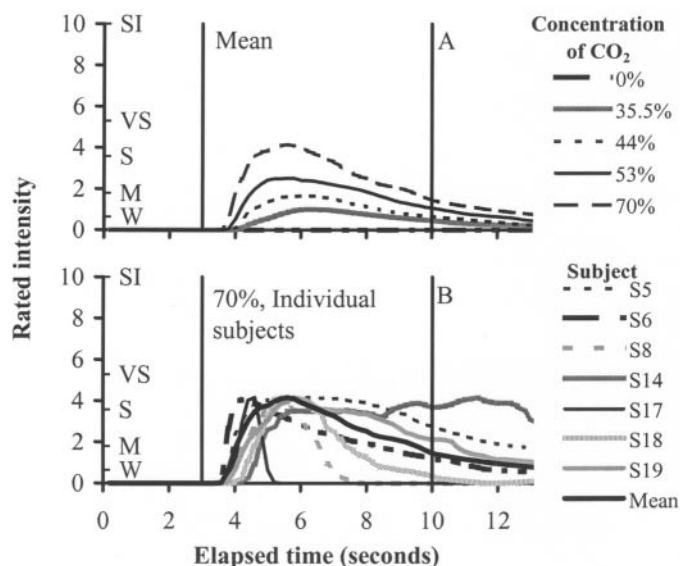 10 SI
8
6
VS
4
S
2 M
W
0
Mean
A
Concentration
of CO2
0%
35.5%
44%
53%
70%
Rated intensity
10 SI
8
6
VS
4
S
2 M
W
0
70%, Individual
subjects
B
Subject
S5
S6
S8
S14
S17
S18
S19
Mean
0 2 4 6 8 10 12
Elapsed time (seconds)